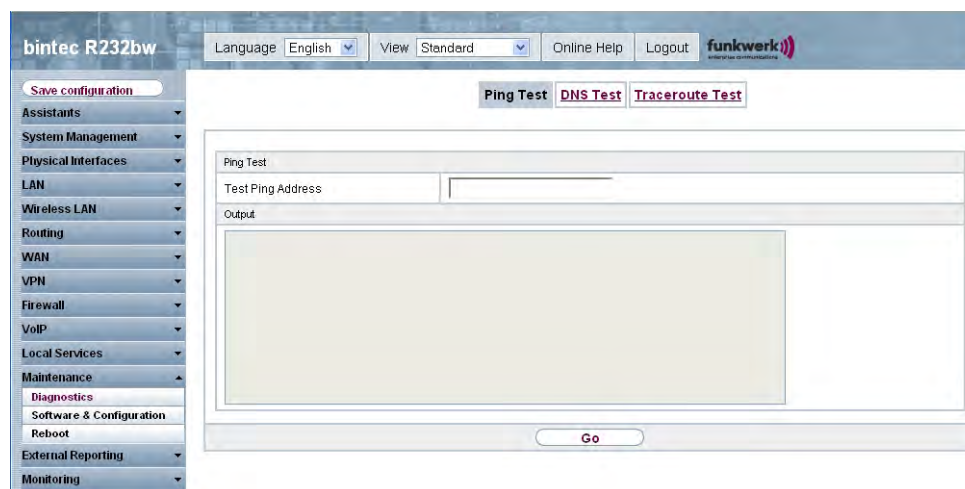 bintec R232bw
Language English View Standard Online Help Logout funkwerk
Save configuration
Ping Test DNS Test Traceroute Test
Assistants
System Management
Physical Interfaces
LAN
Wireless LAN
Routing
WAN
VPN
Firewall
VoIP
Local Services
Maintenance
Diagnostics
Software & Configuration
Reboot
External Reporting
Monitoring
Ping Test
Test Ping Address
Output
Go